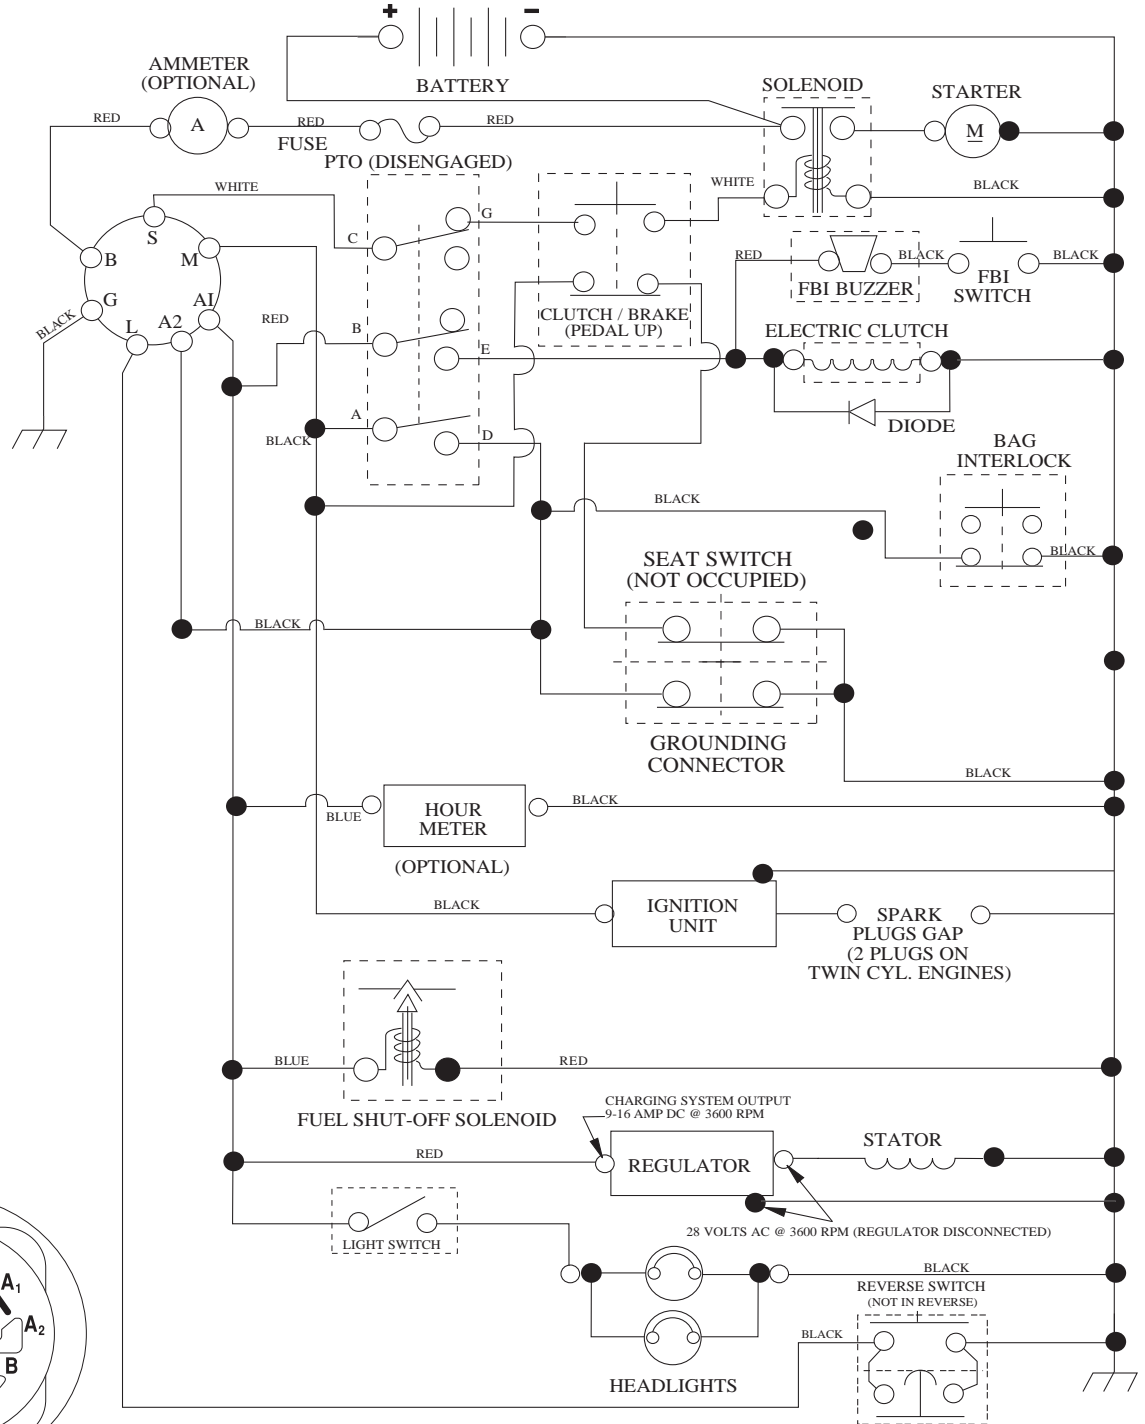 + −
BATTERY
AMMETER
(OPTIONAL)
SOLENOID
STARTER
RED
A
RED
FUSE
RED
M
PTO (DISENGAGED)
WHITE
WHITE
BLACK
S
G
C
B
M
RED
BLACK
BLACK
FBI BUZZER
FBI
SWITCH
G
A1
L
A2
BLACK
RED
B
E
CLUTCH / BRAKE
(PEDAL UP)
ELECTRIC CLUTCH
A
BLACK
D
DIODE
BAG
INTERLOCK
BLACK
BLACK
SEAT SWITCH
(NOT OCCUPIED)
BLACK
GROUNDING
CONNECTOR
BLACK
BLUE
HOUR
METER
BLACK
(OPTIONAL)
BLACK
IGNITION
UNIT
SPARK
PLUGS GAP
(2 PLUGS ON
TWIN CYL. ENGINES)
BLUE
RED
FUEL SHUT-OFF SOLENOID
CHARGING SYSTEM OUTPUT
9-16 AMP DC @ 3600 RPM
RED
REGULATOR
STATOR
28 VOLTS AC @ 3600 RPM (REGULATOR DISCONNECTED)
LIGHT SWITCH
BLACK
REVERSE SWITCH
(NOT IN REVERSE)
BLACK
HEADLIGHTS
A1
A2
B